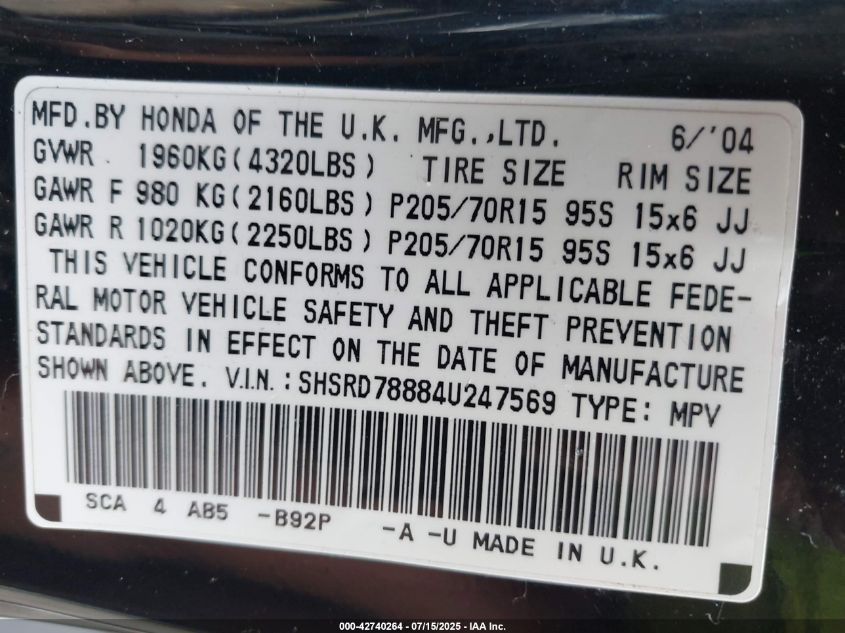 MFD.BY HONDA OF THE U.K. MFG.,LTD. 6/'04
GVWR 1960KG(4320LBS) TIRE SIZE RIM SIZE
GAWR F 980 KG(2160LBS) P205/70R15 95S 15x6 JJ
GAWR R 1020KG(2250LBS) P205/70R15 95S 15x6 JJ
THIS VEHICLE CONFORMS TO ALL APPLICABLE FEDE-
RAL MOTOR VEHICLE SAFETY AND THEFT PREVENTION
STANDARDS IN EFFECT ON THE DATE OF MANUFACTURE
SHOWN ABOVE. V.I.N.:SHSRD78884U247569 TYPE: MPV
SCA 4 AB5 -B92P -A -U MADE IN U.K.
000-42740264 - 07/15/2025 - IAA Inc.